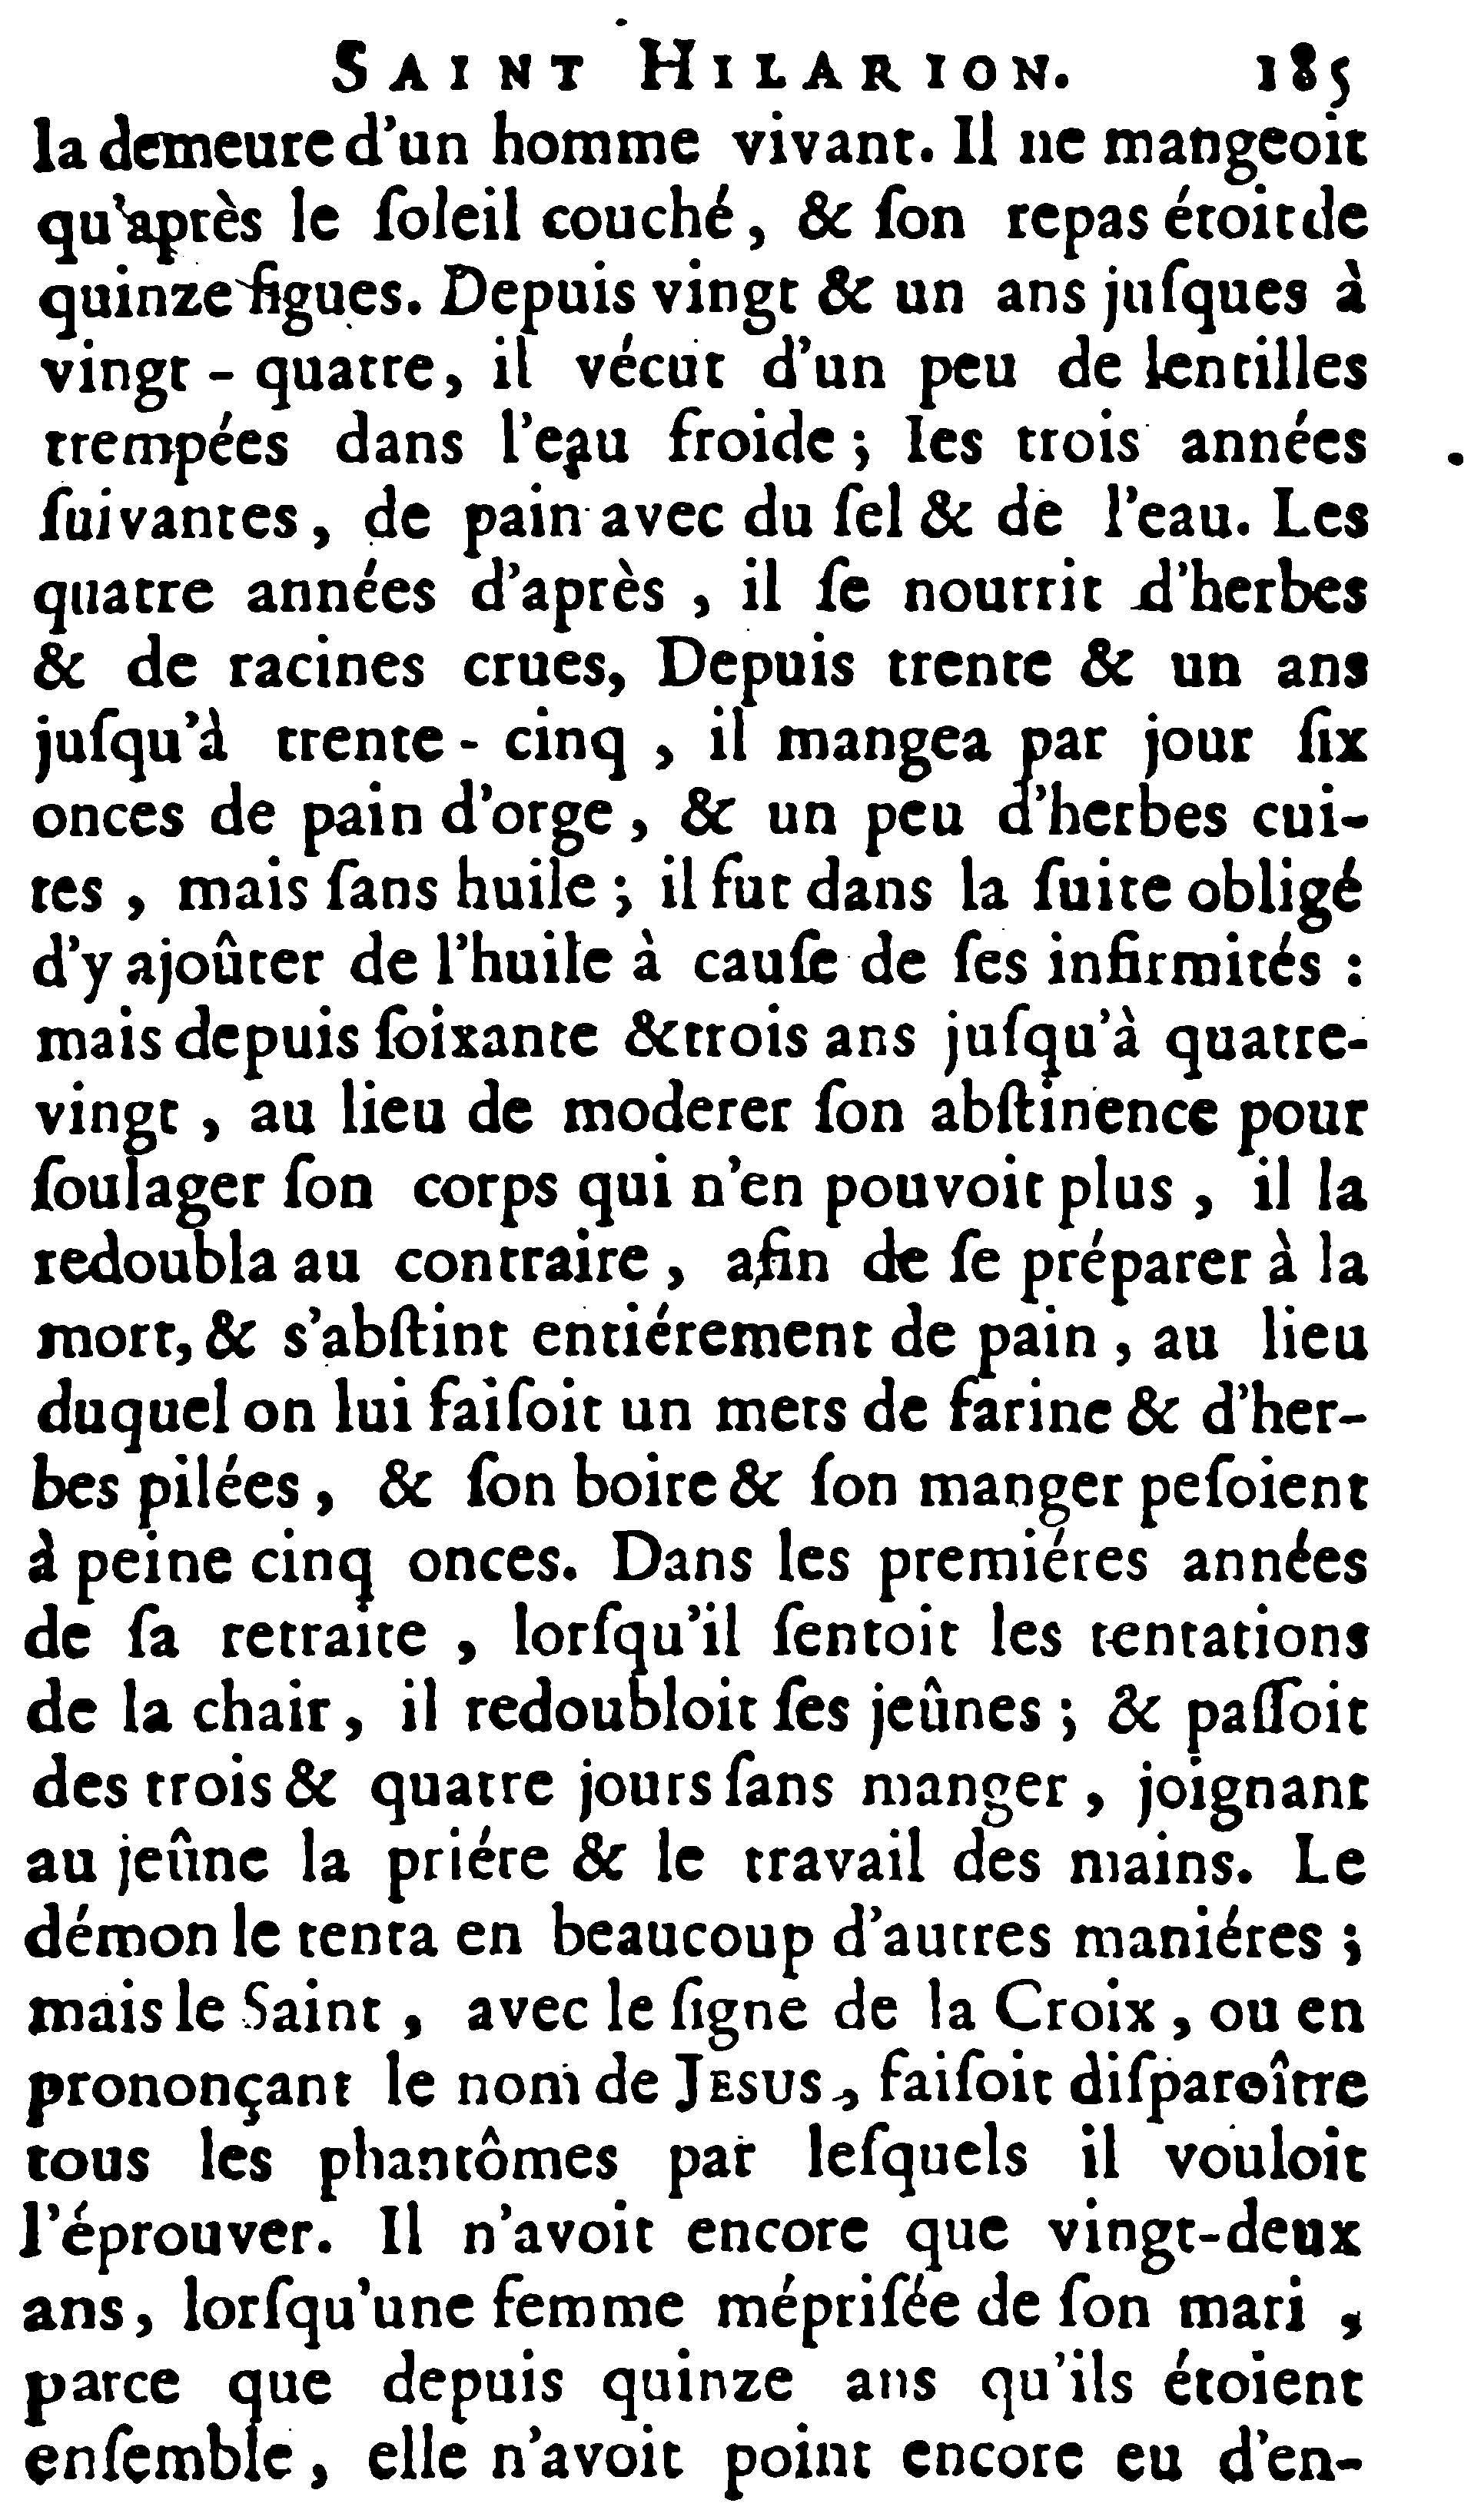 SAINT HILARION. 185
la demeure d'un homme vivant. Il ne mangeoit
qu'après le ſoleil couché, & ſon repas étoit de
quinze figues. Depuis vingt & un ans juſques à
vingt-quatre, il vécut d'un peu de lentilles
trempées dans l'eau froide ; les trois années
ſuivantes, de pain avec du ſel & de l'eau. Les
quatre années d'après, il ſe nourrit d'herbes
& de racines crues, Depuis trente & un ans
juſqu'à trente-cinq, il mangea par jour ſix
onces de pain d'orge, & un peu d'herbes cui-
tes, mais ſans huile ; il fut dans la ſuite obligé
d'y ajoûter de l'huile à cauſe de ſes infirmités :
mais depuis ſoixante & trois ans juſqu'à quatre-
vingt, au lieu de moderer ſon abſtinence pour
ſoulager ſon corps qui n'en pouvoit plus, il la
redoubla au contraire, afin de ſe préparer à la
mort, & s'abſtint entiérement de pain, au lieu
duquel on lui faiſoit un mets de farine & d'her-
bes pilées, & ſon boire & ſon manger peſoient
à peine cinq onces. Dans les premiéres années
de ſa retraite, lorſqu'il ſentoit les tentations
de la chair, il redoubloit ſes jeûnes ; & paſſoit
des trois & quatre jours ſans manger, joignant
au jeûne la priére & le travail des mains. Le
démon le tenta en beaucoup d'autres maniéres ;
mais le Saint, avec le ſigne de la Croix, ou en
prononçant le nom de JESUS, faiſoit diſparoître
tous les phantômes par leſquels il vouloit
l'éprouver. Il n'avoit encore que vingt-deux
ans, lorſqu'une femme mépriſée de ſon mari,
parce que depuis quinze ans qu'ils étoient
enſemble, elle n'avoit point encore eu d'en-